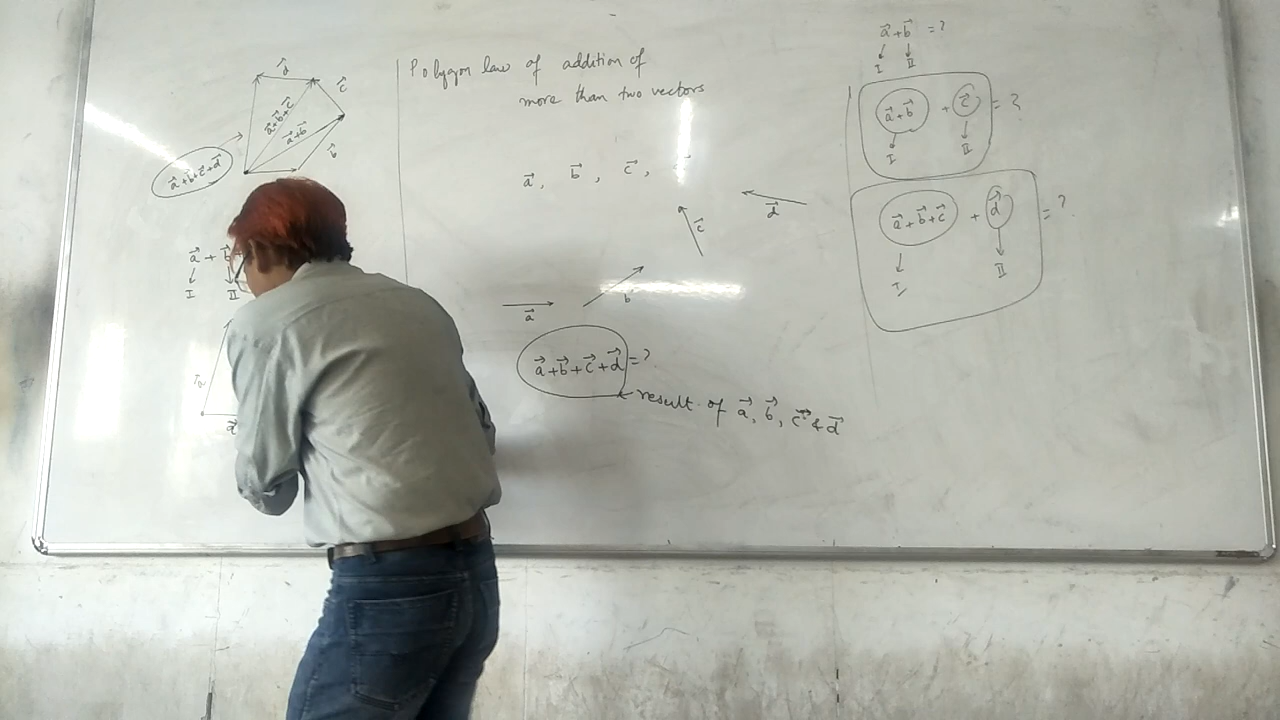 d⃗
c⃗
a⃗+b⃗+c⃗
a⃗+b⃗
b⃗
a⃗+b⃗+c⃗+d⃗
a⃗ + b
I II
a⃗
Polygon law of addition of
more than two vectors
a⃗, b⃗, c⃗,
d⃗
c⃗
b
a⃗
a⃗+b⃗+c⃗+d⃗ = ?
result of a⃗, b⃗, c⃗ & d⃗
a⃗+b⃗ = ?
I II
a⃗+b⃗ + c⃗ = ?
I II
a⃗+b⃗+c⃗ + d⃗ = ?
I II